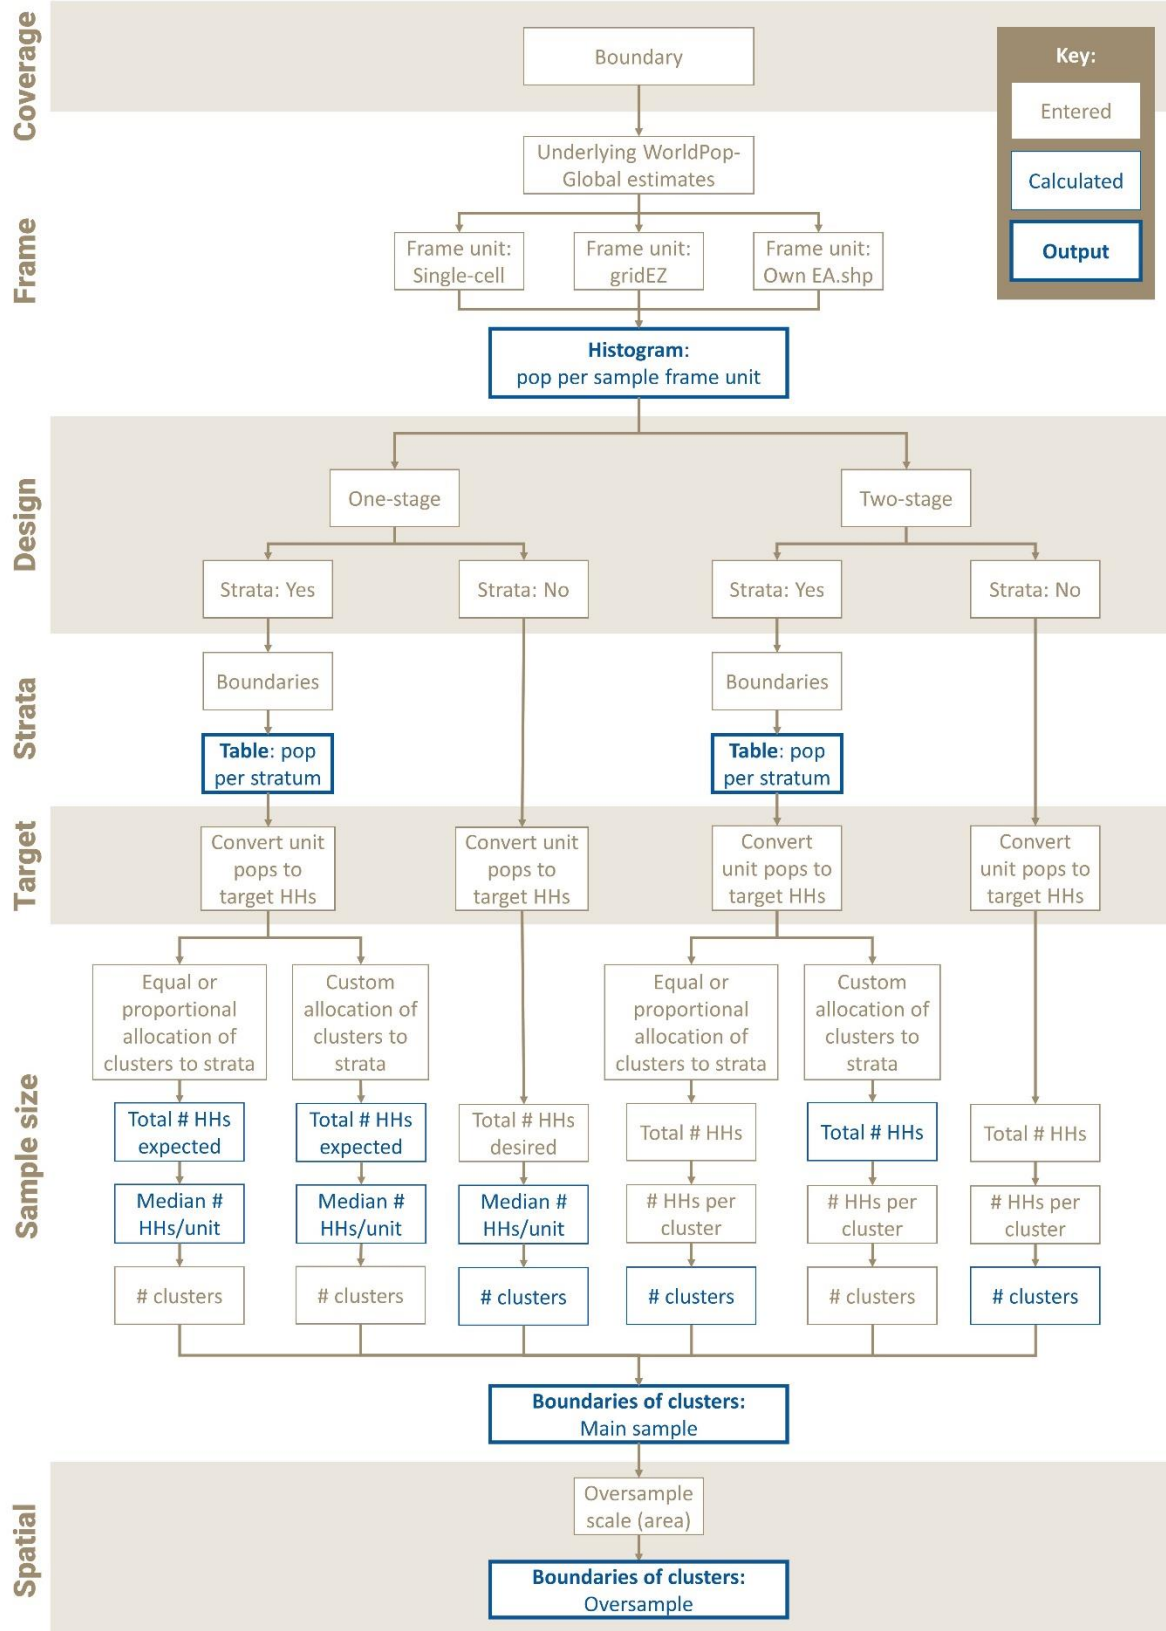 Coverage
Boundary
Key:
Entered
Calculated
Output
Frame
Underlying WorldPop-
Global estimates
Frame unit:
Single-cell
Frame unit:
gridEZ
Frame unit:
Own EA.shp
Histogram:
pop per sample frame unit
Design
One-stage
Two-stage
Strata: Yes
Strata: No
Strata: Yes
Strata: No
Strata
Boundaries
Boundaries
Table: pop
per stratum
Table: pop
per stratum
Target
Convert unit
pops to
target HHs
Convert unit
pops to
target HHs
Convert
unit pops to
target HHs
Convert
unit pops to
target HHs
Sample size
Equal or
proportional
allocation of
clusters to strata
Custom
allocation of
clusters to
strata
Equal or
proportional
allocation of
clusters to strata
Custom
allocation of
clusters to
strata
Total # HHs
expected
Total # HHs
expected
Total # HHs
desired
Total # HHs
Total # HHs
Total # HHs
Median #
HHs/unit
Median #
HHs/unit
Median #
HHs/unit
# HHs per
cluster
# HHs per
cluster
# HHs per
cluster
# clusters
# clusters
# clusters
# clusters
# clusters
# clusters
Boundaries of clusters:
Main sample
Spatial
Oversample
scale (area)
Boundaries of clusters:
Oversample